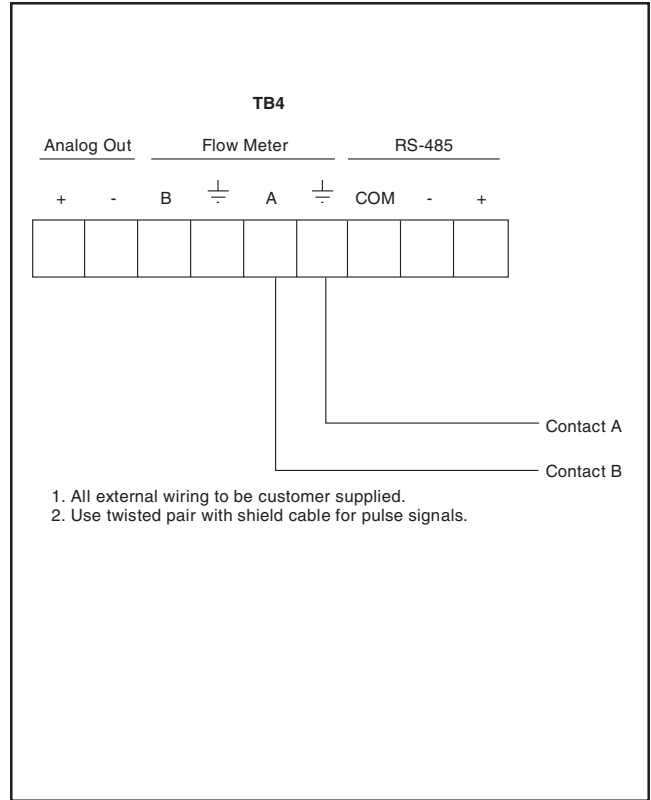 TB4
Analog Out Flow Meter RS-485
+ - B ⏚ A ⏚ COM - +
Contact A
Contact B
1. All external wiring to be customer supplied.
2. Use twisted pair with shield cable for pulse signals.